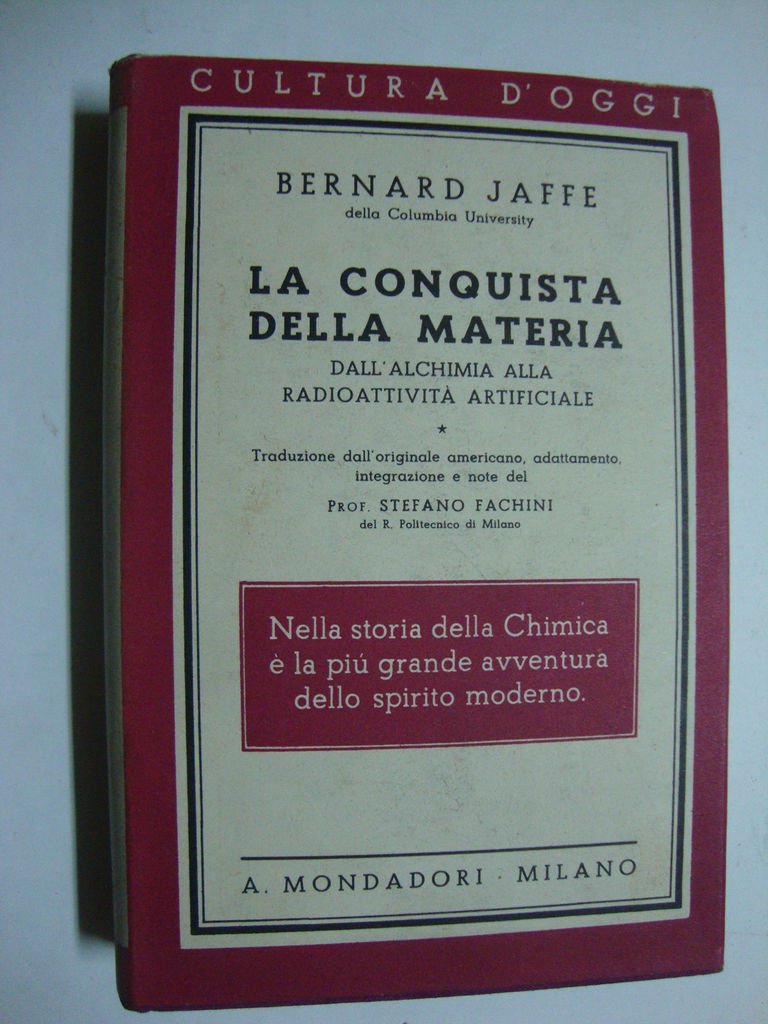 CULTURA D'OGGI
BERNARD JAFFE
della Columbia University
LA CONQUISTA
DELLA MATERIA
DALL'ALCHIMIA ALLA
RADIOATTIVITÀ ARTIFICIALE
★
Traduzione dall'originale americano, adattamento,
integrazione e note del
PROF. STEFANO FACHINI
del R. Politecnico di Milano
Nella storia della Chimica
è la piú grande avventura
dello spirito moderno.
A. MONDADORI · MILANO